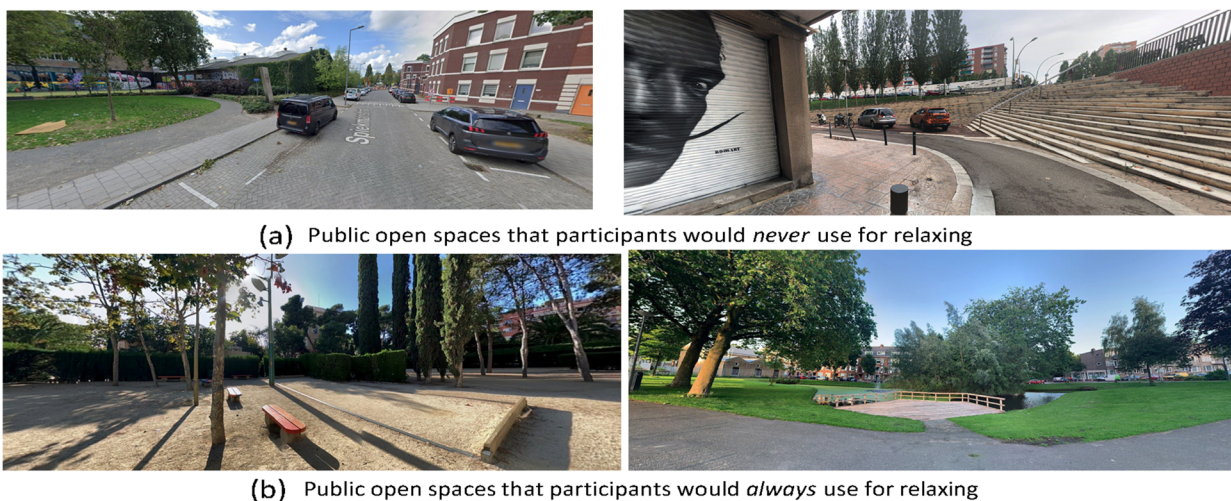 ROMEART
(a) Public open spaces that participants would never use for relaxing
(b) Public open spaces that participants would always use for relaxing